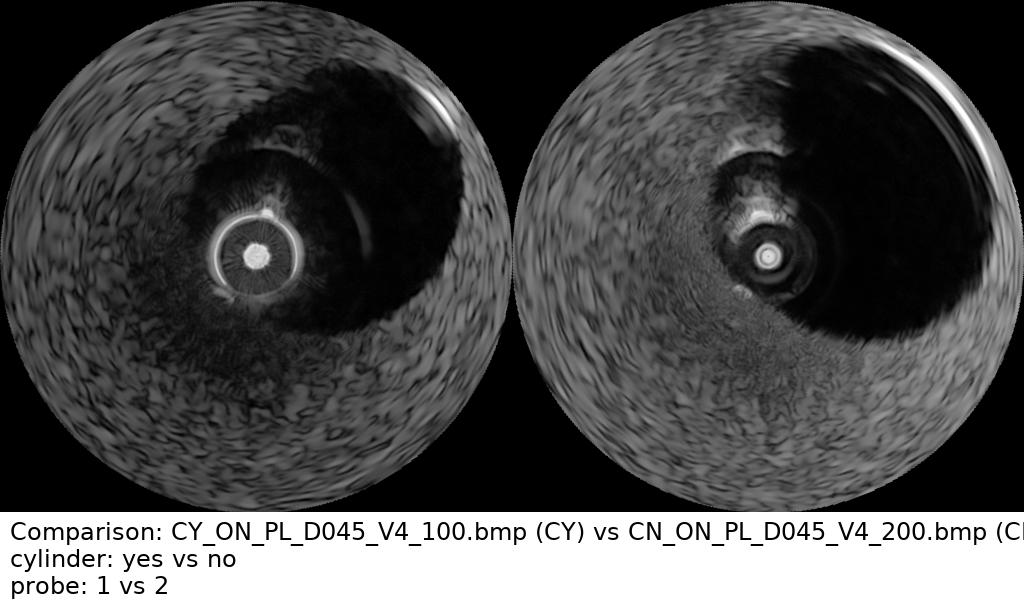 Comparison: CY_ON_PL_D045_V4_100.bmp (CY) vs CN_ON_PL_D045_V4_200.bmp (C
cylinder: yes vs no
probe: 1 vs 2